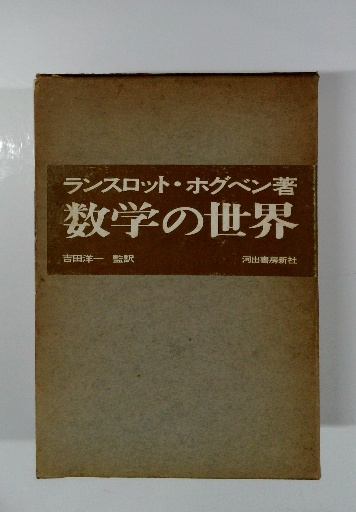 ランスロット・ホグベン著
数学の世界
吉田洋一 監訳
河出書房新社